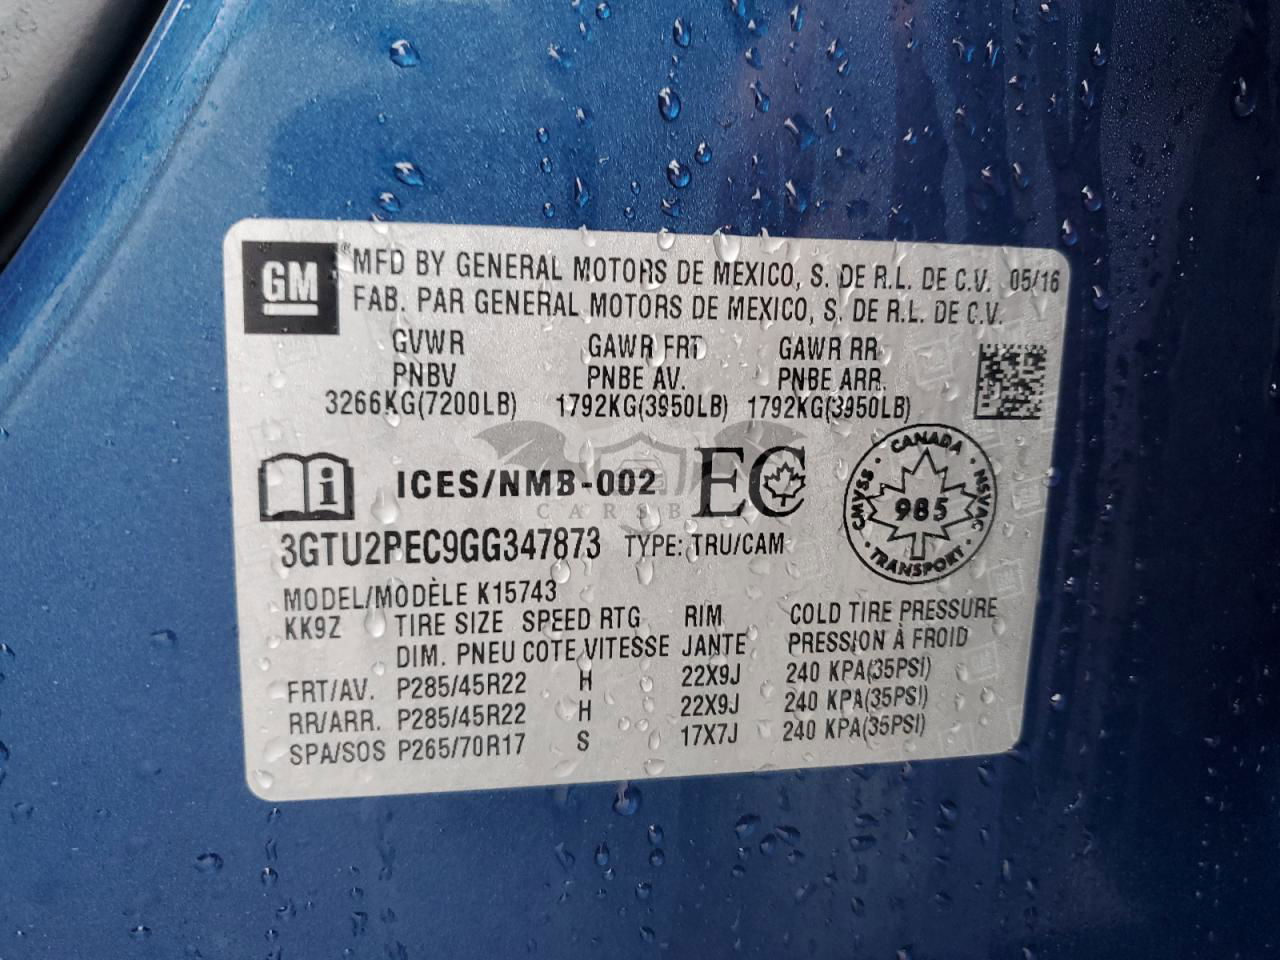 GM ® MFD BY GENERAL MOTORS DE MEXICO, S. DE R.L. DE C.V. 05/16
FAB. PAR GENERAL MOTORS DE MEXICO, S. DE R.L. DE C.V.
GVWR GAWR FRT GAWR RR
PNBV PNBE AV. PNBE ARR.
3266KG(7200LB) 1792KG(3950LB) 1792KG(3950LB)
i ICES/NMB-002 EC
CANADA
CMVSS 985 NSVAC
TRANSPORT
3GTU2PEC9GG347873 TYPE: TRU/CAM
MODEL/MODÈLE K15743
KK9Z TIRE SIZE SPEED RTG RIM COLD TIRE PRESSURE
DIM. PNEU COTE VITESSE JANTE PRESSION À FROID
FRT/AV. P285/45R22 H 22X9J 240 KPA(35PSI)
RR/ARR. P285/45R22 H 22X9J 240 KPA(35PSI)
SPA/SOS P265/70R17 S 17X7J 240 KPA(35PSI)